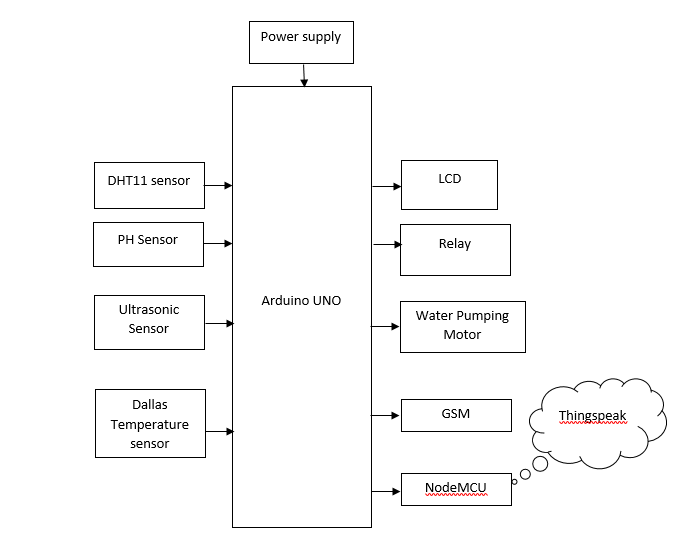 Power supply
DHT11 sensor
PH Sensor
Ultrasonic
Sensor
Dallas
Temperature
sensor
Arduino UNO
LCD
Relay
Water Pumping
Motor
GSM
NodeMCU
Thingspeak